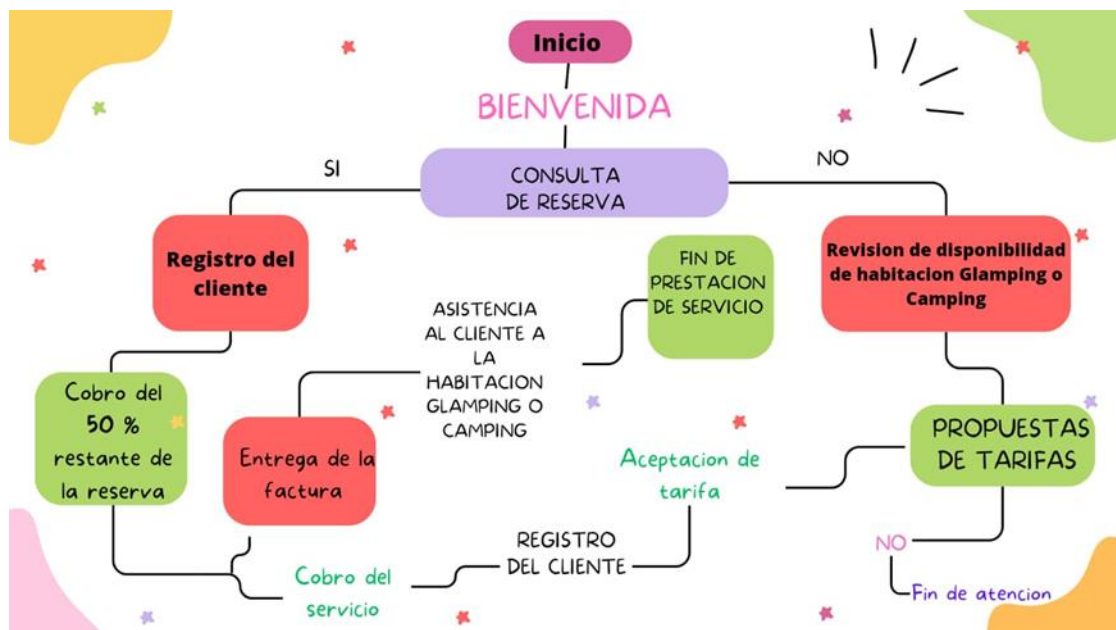 Inicio
BIENVENIDA
SI
CONSULTA
DE RESERVA
NO
Registro del
cliente
FIN DE
PRESTACION
DE SERVICIO
Revision de disponibilidad
de habitacion Glamping o
Camping
ASISTENCIA
AL CLIENTE A
LA
HABITACION
GLAMPING O
CAMPING
Cobro del
50 %
restante de
la reserva
Entrega de la
factura
Aceptacion de
tarifa
PROPUESTAS
DE TARIFAS
REGISTRO
DEL CLIENTE
NO
Cobro del
servicio
Fin de atencion